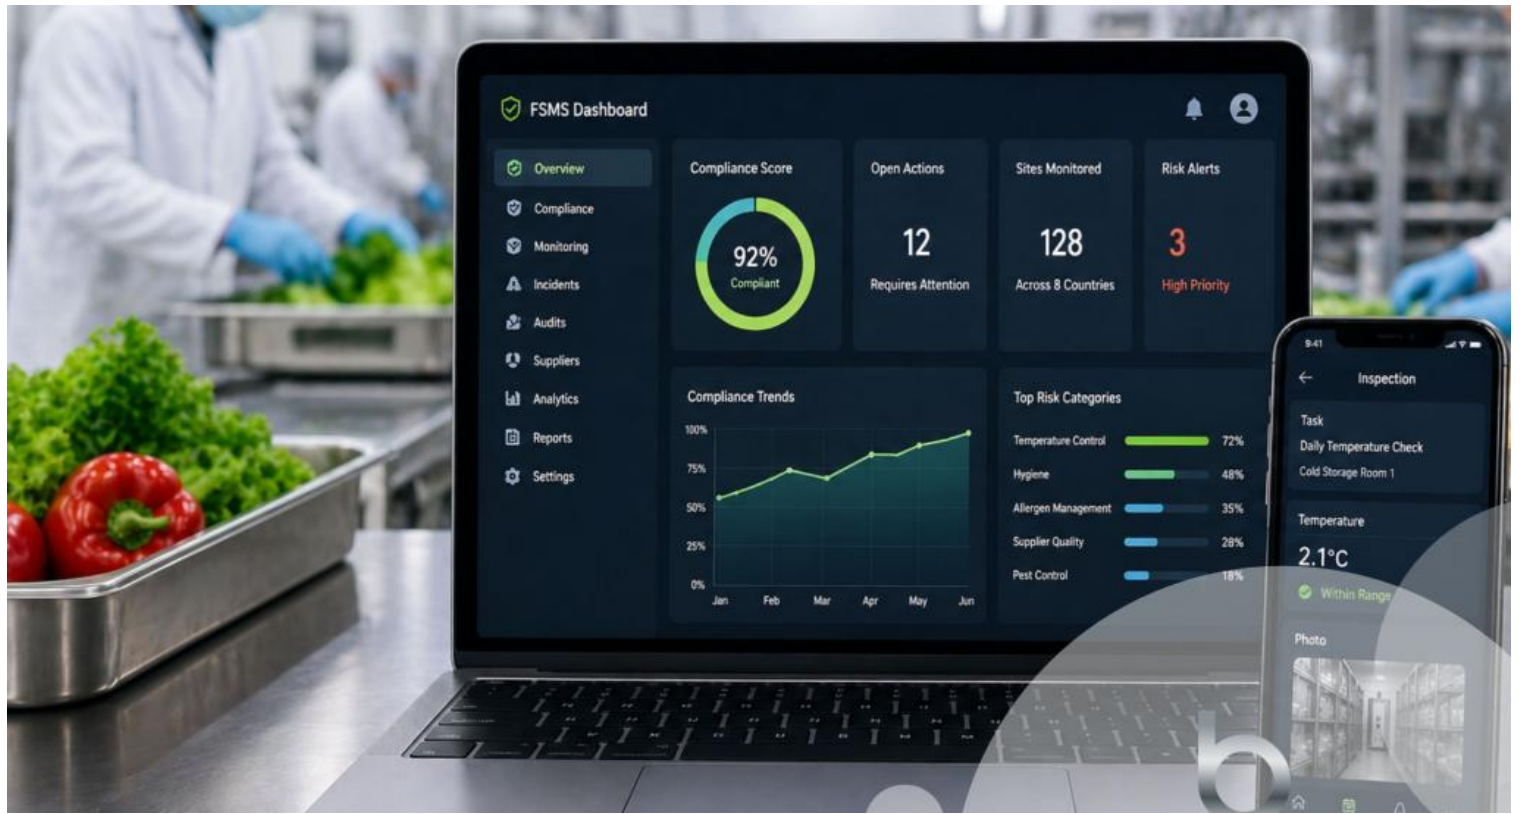 FSMS Dashboard
Overview
Compliance
Monitoring
Incidents
Audits
Suppliers
Analytics
Reports
Settings
Compliance Score
92%
Compliant
Open Actions
12
Requires Attention
Sites Monitored
128
Across 8 Countries
Risk Alerts
3
High Priority
Compliance Trends
100%
75%
50%
25%
0%
Jan Feb Mar Apr May Jun
Top Risk Categories
Temperature Control 72%
Hygiene 48%
Allergen Management 35%
Supplier Quality 28%
Pest Control 18%
9:41
Inspection
Task
Daily Temperature Check
Cold Storage Room 1
Temperature
2.1°C
Within Range
Photo
b